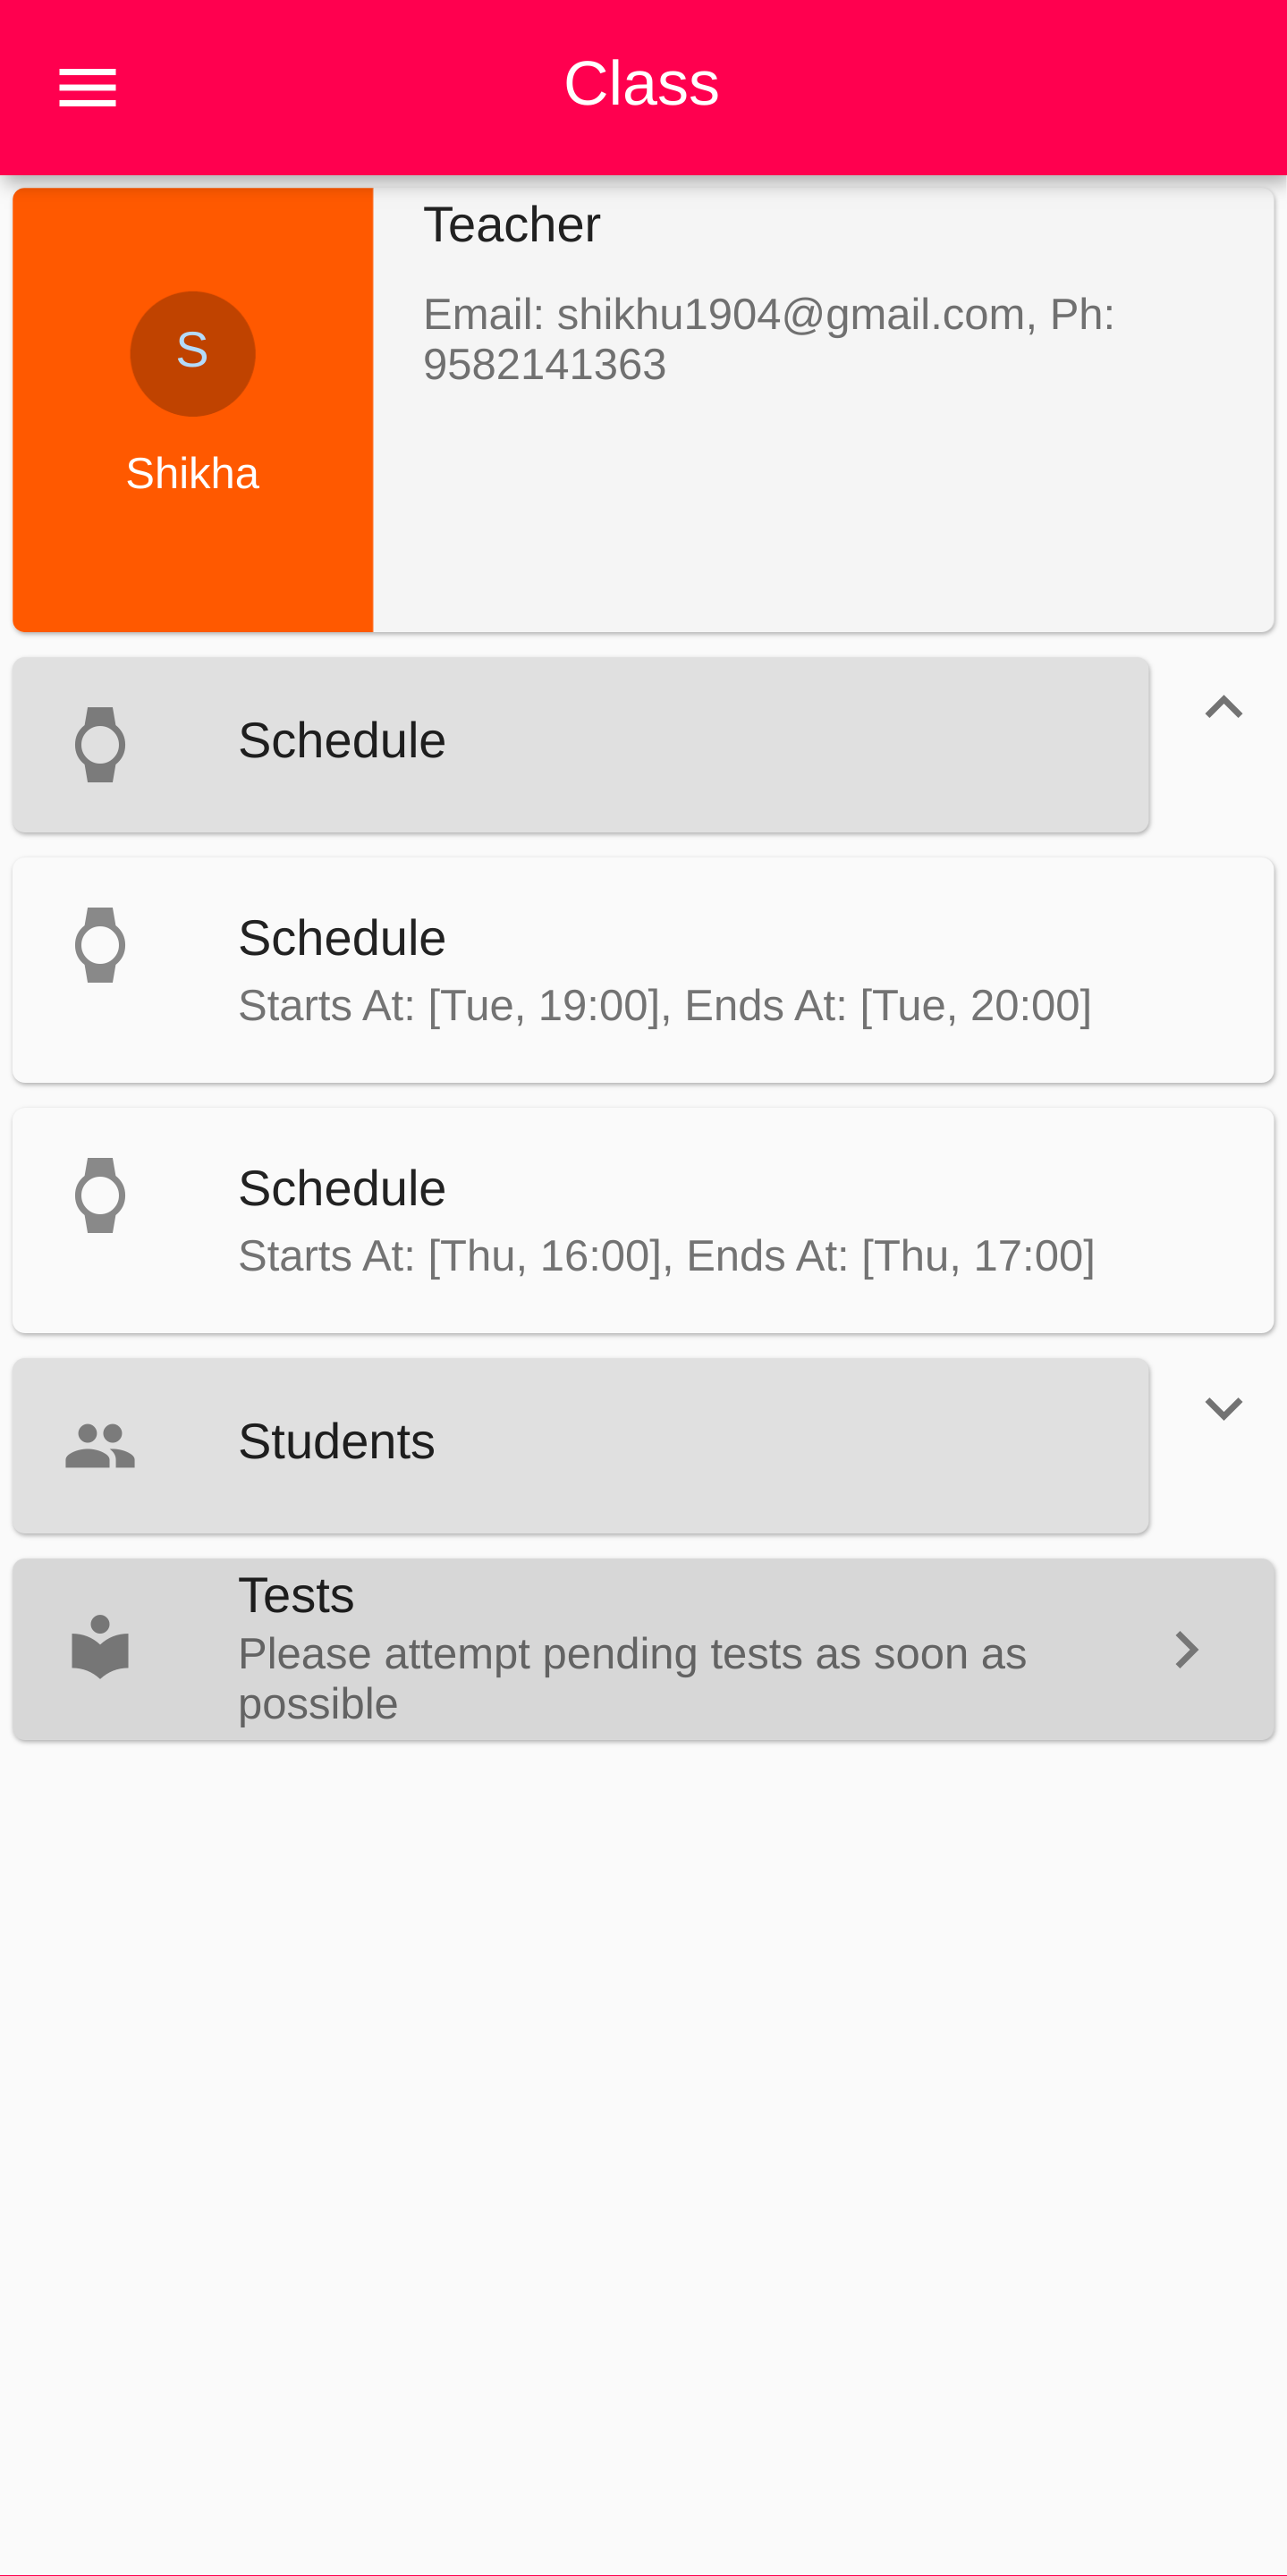 Class
Teacher
Email: shikhu1904@gmail.com, Ph:
9582141363
S
Shikha
Schedule
Schedule
Starts At: [Tue, 19:00], Ends At: [Tue, 20:00]
Schedule
Starts At: [Thu, 16:00], Ends At: [Thu, 17:00]
Students
Tests
Please attempt pending tests as soon as
possible